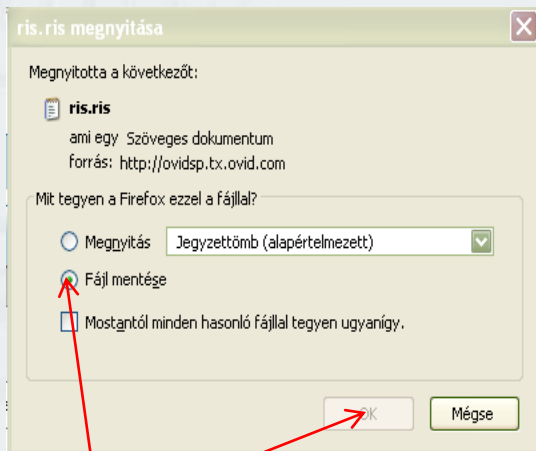 ris.ris megnyitása
Megnyitotta a következőt:
ris.ris
ami egy Szöveges dokumentum
forrás: http://ovidsp.tx.ovid.com
Mit tegyen a Firefox ezzel a fájllal?
Megnyitás Jegyzettömb (alapértelmezett)
Fájl mentése
Mostantól minden hasonló fájllal tegyen ugyanígy.
OK Mégse